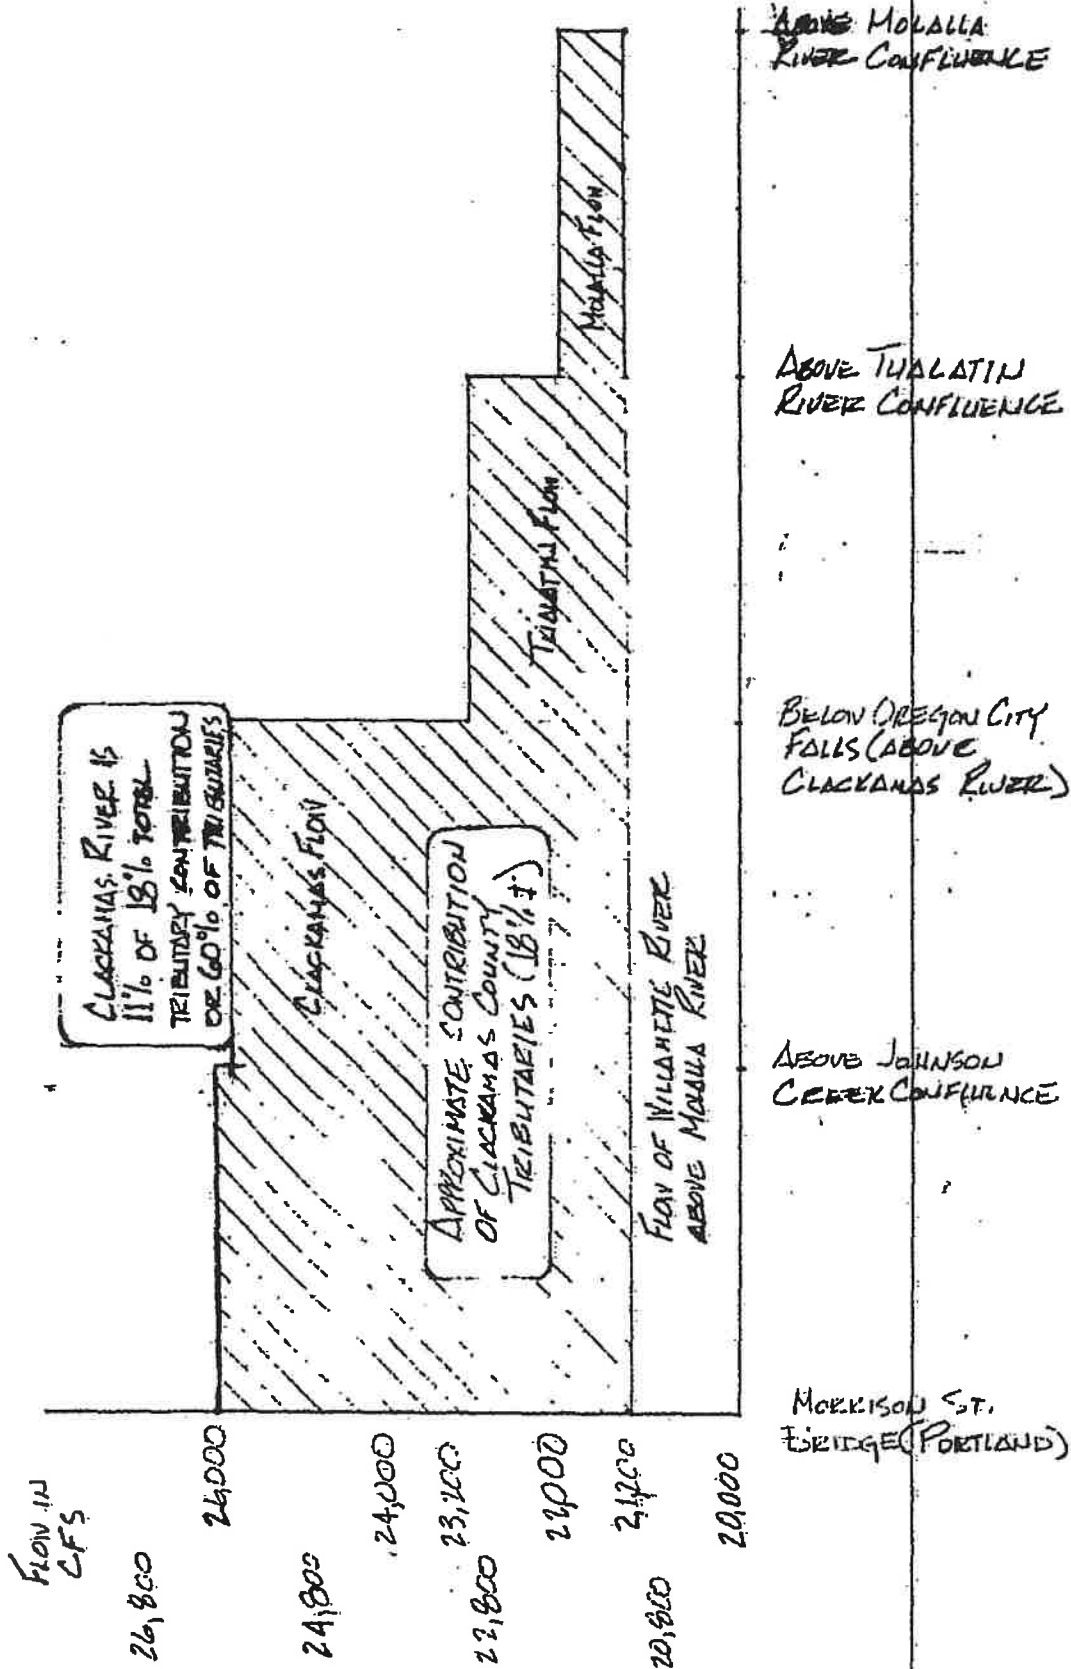 FLOW IN
CFS
26,800
26,000
24,800
24,000
23,200
22,800
22,000
21,200
20,800
20,000
CLACKAMAS RIVER IS
11% OF 18% TOTAL
TRIBUTARY CONTRIBUTION
OR 60% OF TRIBUTARIES
CLACKAMAS FLOW
APPROXIMATE CONTRIBUTION
OF CLACKAMAS COUNTY
TRIBUTARIES (18% ±)
TUALATIN FLOW
MOLALLA FLOW
FLOW OF WILLAMETTE RIVER
ABOVE MOLALLA RIVER
ABOVE MOLALLA
RIVER CONFLUENCE
ABOVE TUALATIN
RIVER CONFLUENCE
BELOW OREGON CITY
FALLS (ABOVE
CLACKAMAS RIVER)
ABOVE JOHNSON
CREEK CONFLUENCE
MORRISON ST.
BRIDGE (PORTLAND)